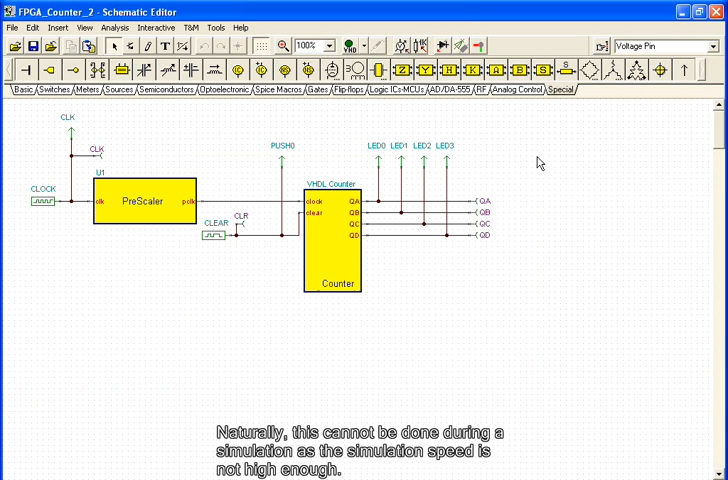 FPGA_Counter_2 - Schematic Editor
File Edit Insert View Analysis Interactive T&M Tools Help
100% VHD Voltage Pin
Basic Switches Meters Sources Semiconductors Optoelectronic Spice Macros Gates Flip-flops Logic ICs-MCUs AD/DA-555 RF Analog Control Special
CLK
CLK
PUSH0 LED0 LED1 LED2 LED3
U1
VHDL Counter
CLOCK
clk PreScaler pclk clock QA QA
CLEAR CLR clear QB QB
QC QC
QD QD
Counter
Naturally, this cannot be done during a
simulation as the simulation speed is
not high enough.